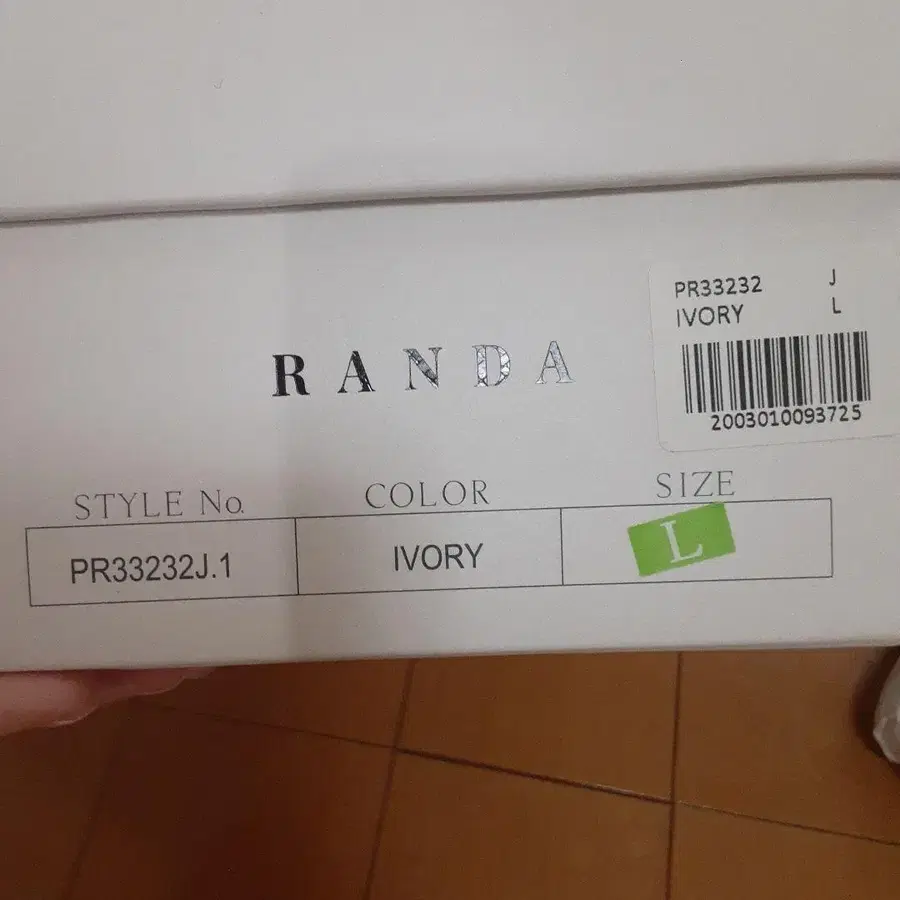 PR33232 J
IVORY L
2003010093725
RANDA
STYLE No. COLOR SIZE
PR33232J.1 IVORY L